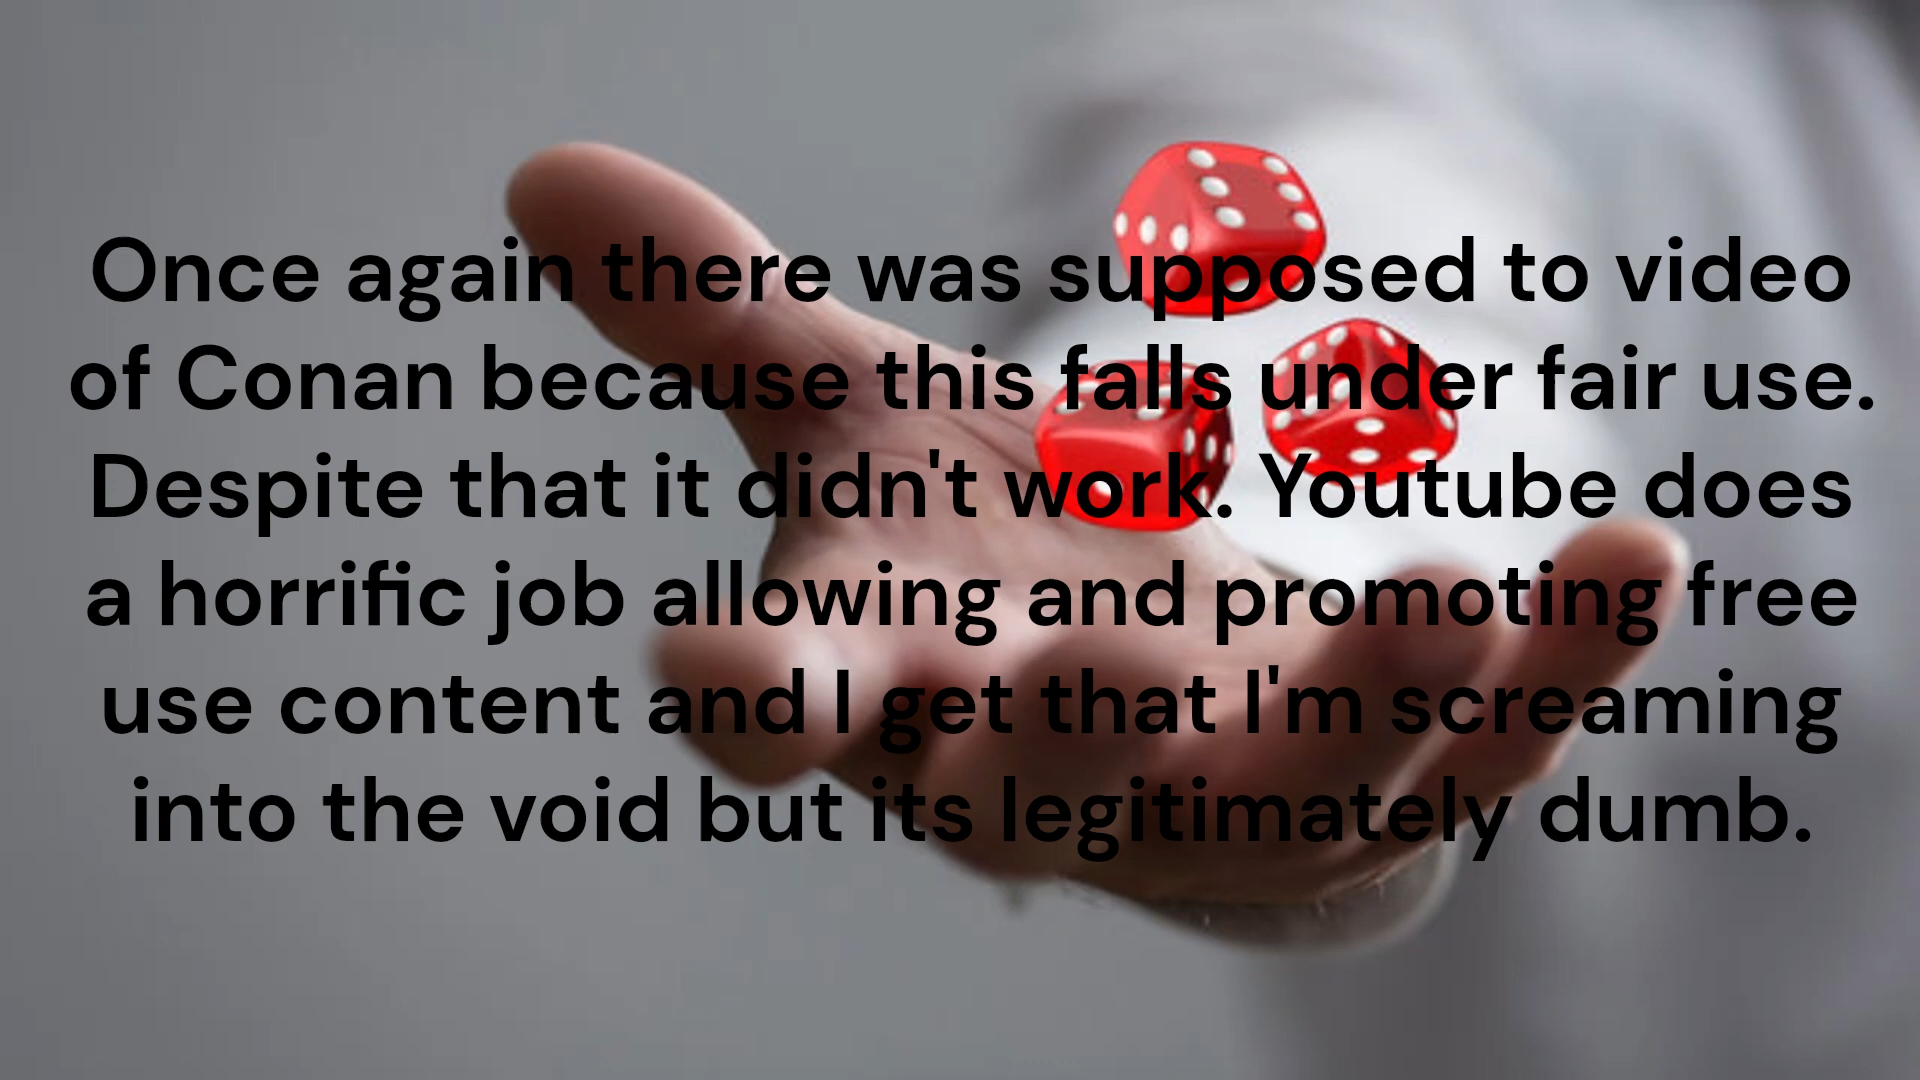 Once again there was supposed to video
of Conan because this falls under fair use.
Despite that it didn't work. Youtube does
a horrific job allowing and promoting free
use content and I get that I'm screaming
into the void but its legitimately dumb.